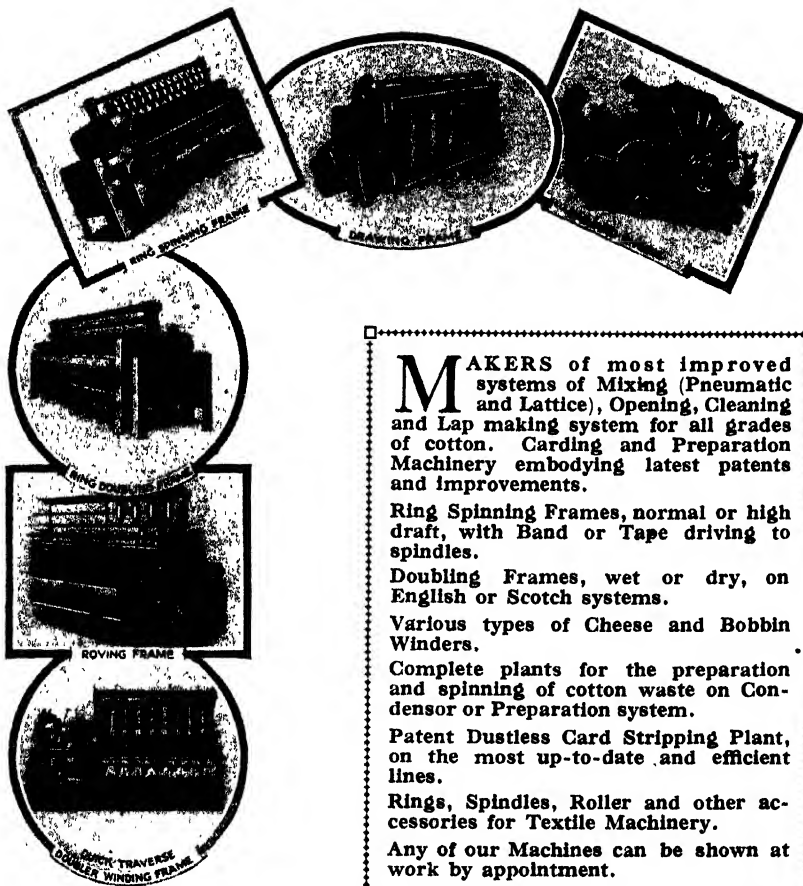 RING SPINNING FRAME
DRAWING FRAME
RING DOUBLING FRAME
ROVING FRAME
QUICK TRAVERSE
DOUBLER WINDING FRAME
MAKERS of most improved
systems of Mixing (Pneumatic
and Lattice), Opening, Cleaning
and Lap making system for all grades
of cotton. Carding and Preparation
Machinery embodying latest patents
and improvements.
Ring Spinning Frames, normal or high
draft, with Band or Tape driving to
spindles.
Doubling Frames, wet or dry, on
English or Scotch systems.
Various types of Cheese and Bobbin
Winders.
Complete plants for the preparation
and spinning of cotton waste on Con-
densor or Preparation system.
Patent Dustless Card Stripping Plant,
on the most up-to-date and efficient
lines.
Rings, Spindles, Roller and other ac-
cessories for Textile Machinery.
Any of our Machines can be shown at
work by appointment.